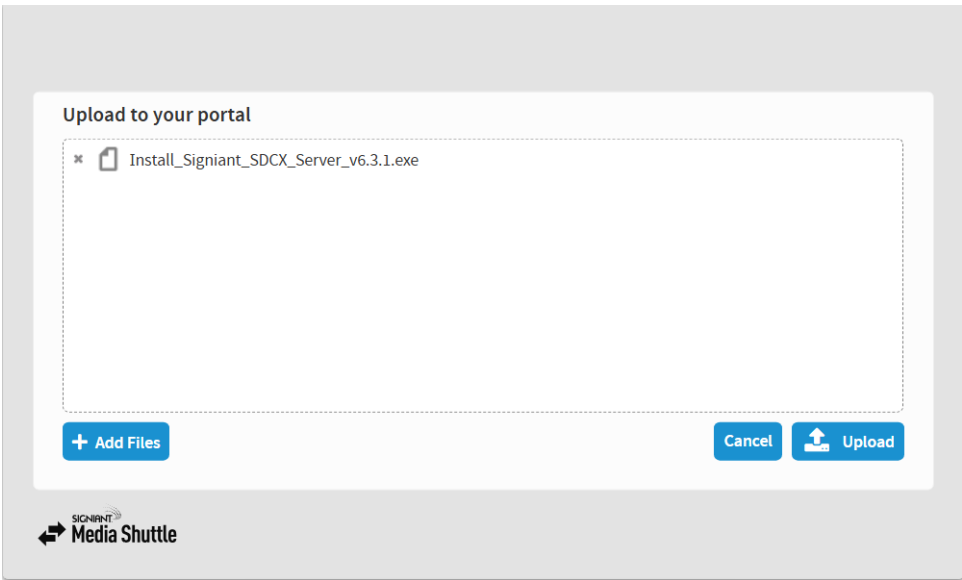 Upload to your portal
Install_Signiant_SDCX_Server_v6.3.1.exe
Add Files
Cancel
Upload
SIGNIANT
Media Shuttle